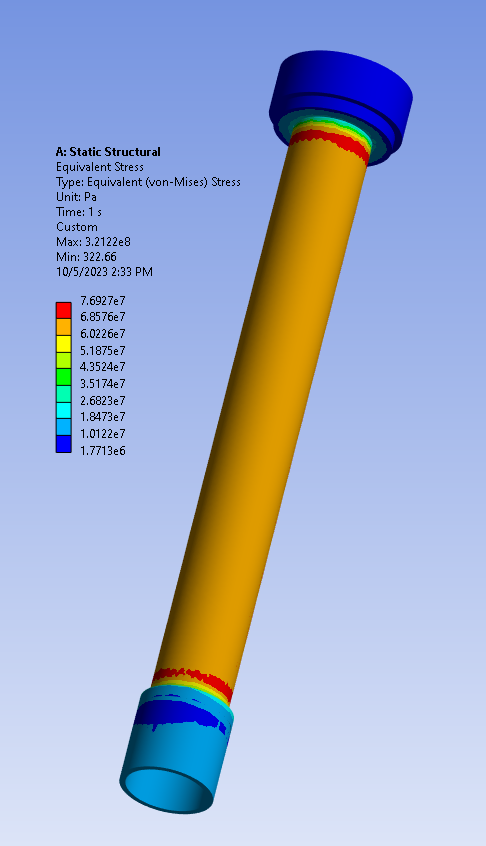 A: Static Structural
Equivalent Stress
Type: Equivalent (von-Mises) Stress
Unit: Pa
Time: 1 s
Custom
Max: 3.2122e8
Min: 322.66
10/5/2023 2:33 PM
7.6927e7
6.8576e7
6.0226e7
5.1875e7
4.3524e7
3.5174e7
2.6823e7
1.8473e7
1.0122e7
1.7713e6